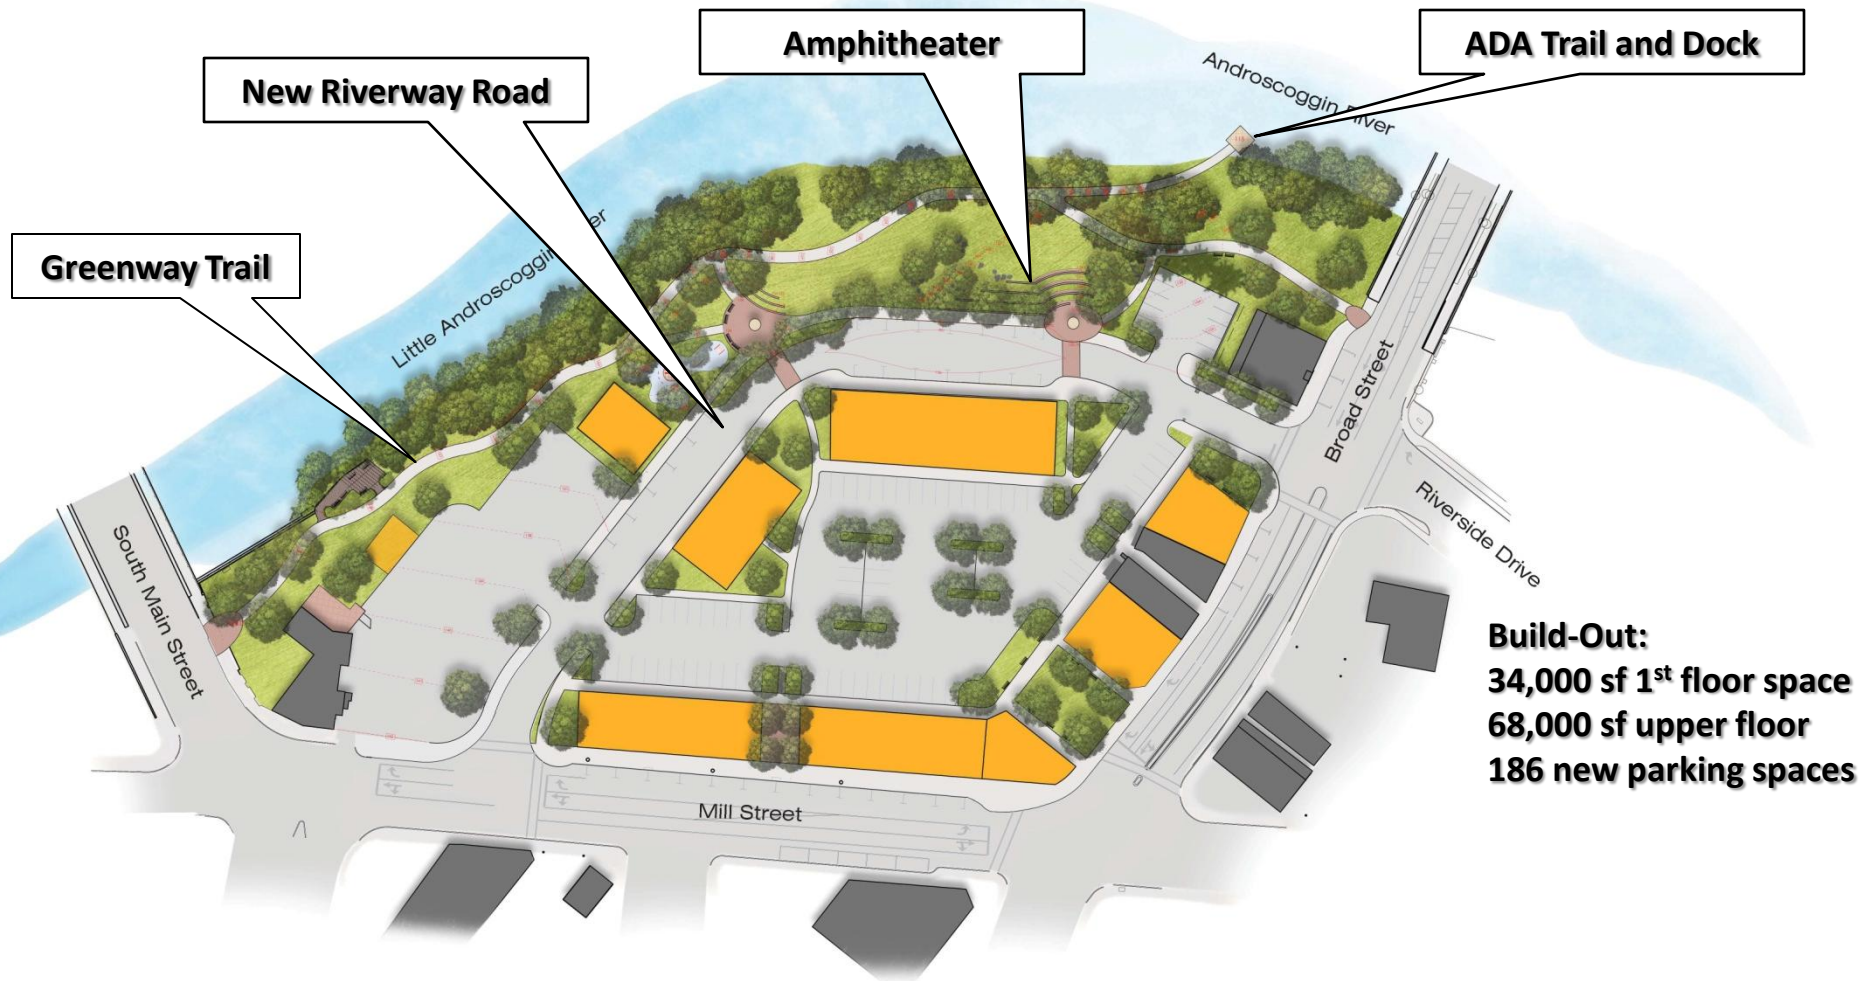 Amphitheater
ADA Trail and Dock
New Riverway Road
Androscoggin River
Greenway Trail
Little Androscoggin
South Main Street
Broad Street
Riverside Drive
Mill Street
Build-Out:
34,000 sf 1st floor space
68,000 sf upper floor
186 new parking spaces